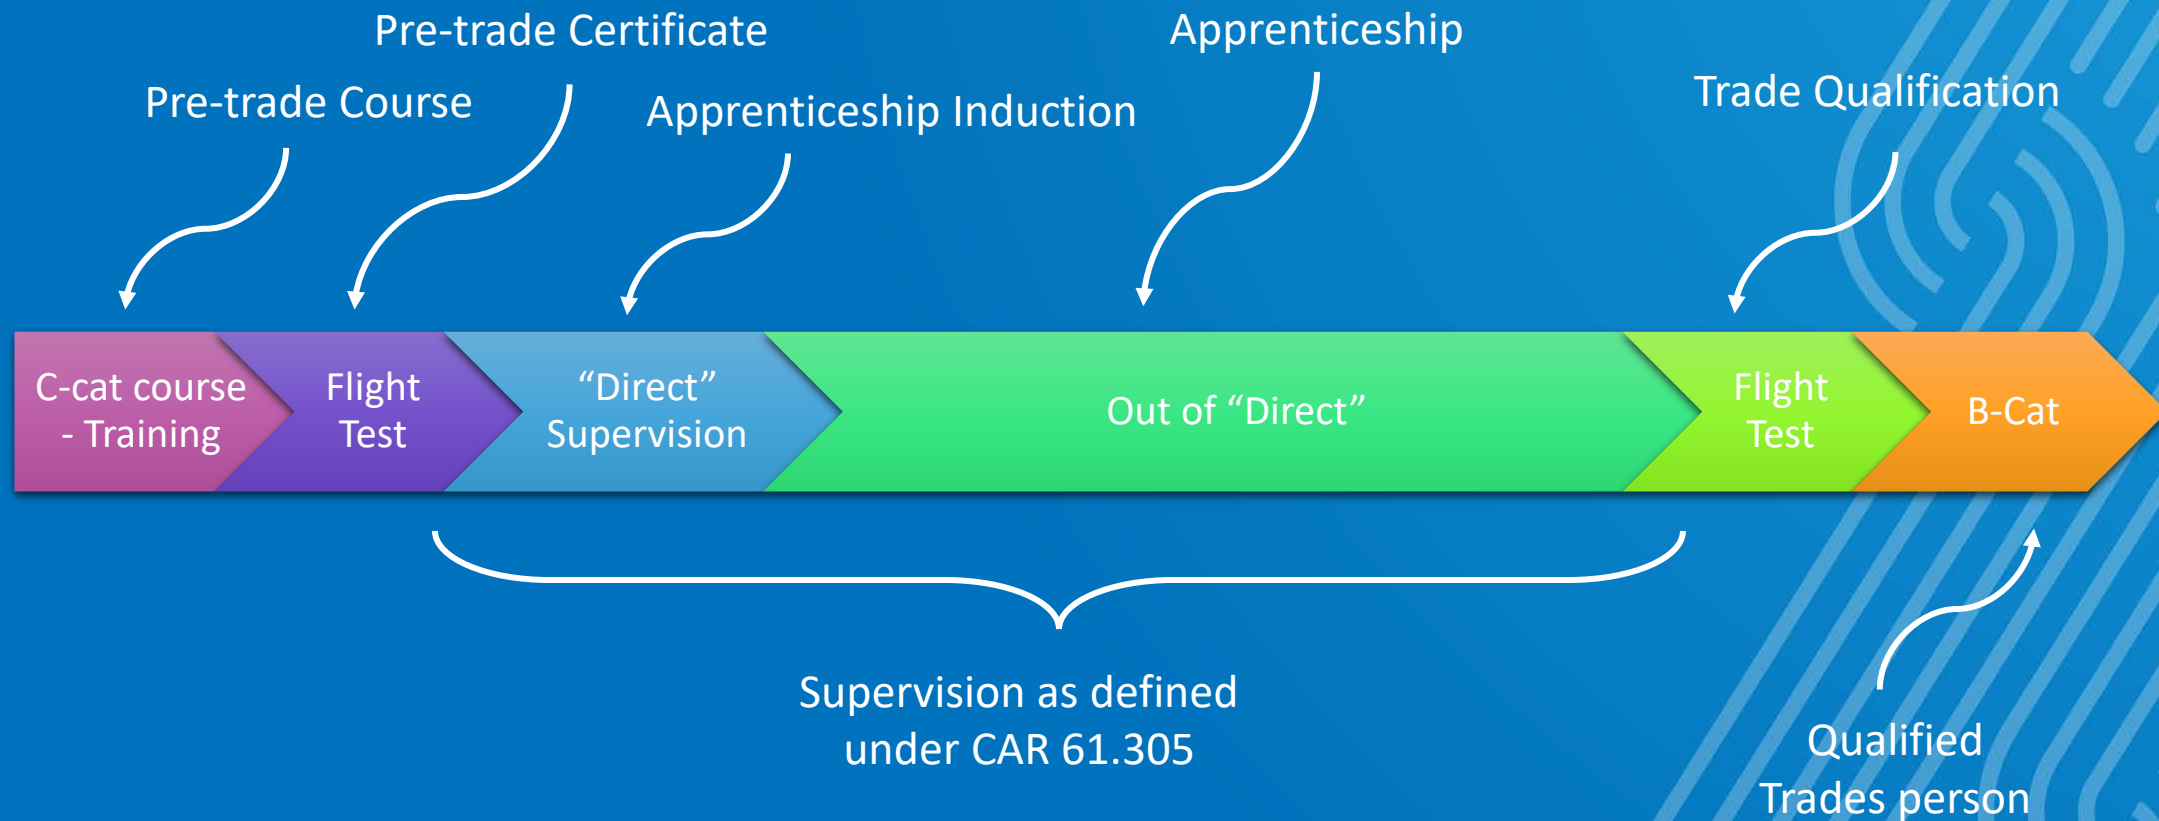 Pre-trade Certificate
Apprenticeship
Pre-trade Course
Apprenticeship Induction
Trade Qualification
C-cat course
- Training
Flight
Test
“Direct”
Supervision
Out of “Direct”
Flight
Test
B-Cat
Supervision as defined
under CAR 61.305
Qualified
Trades person